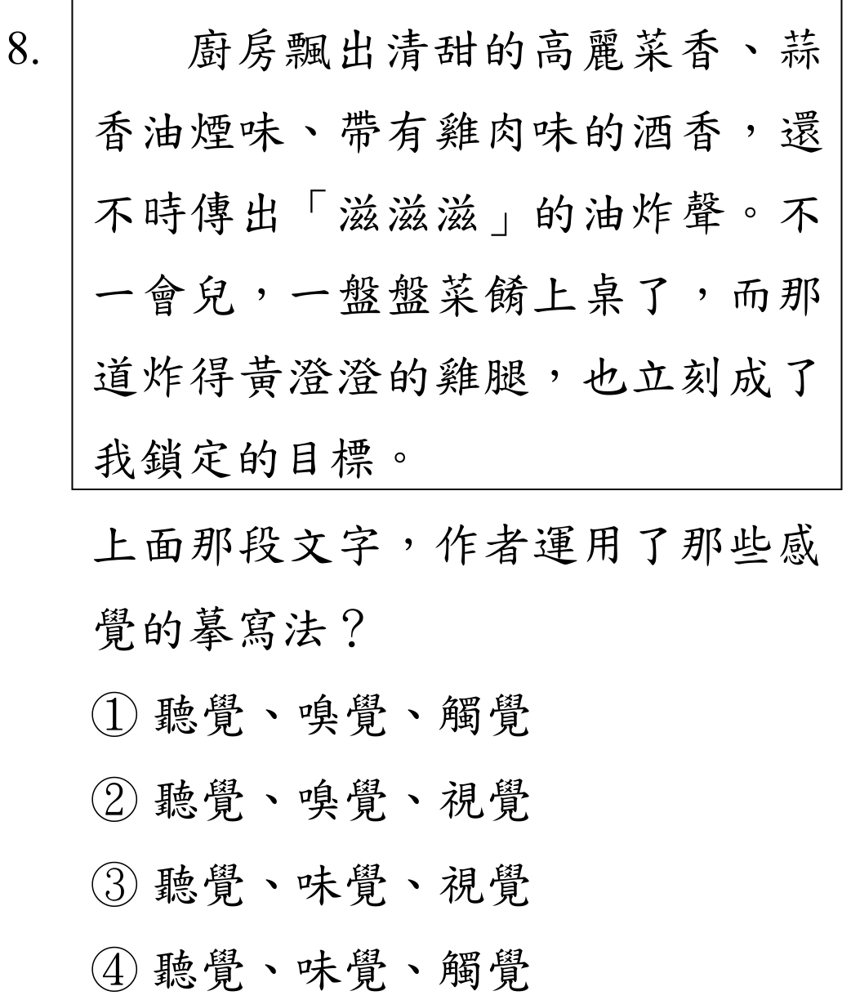 8.
廚房飄出清甜的高麗菜香、蒜
香油煙味、帶有雞肉味的酒香,還
不時傳出「滋滋滋」的油炸聲。不
一會兒,一盤盤菜餚上桌了,而那
道炸得黃澄澄的雞腿,也立刻成了
我鎖定的目標。
上面那段文字,作者運用了那些感
覺的摹寫法?
① 聽覺、嗅覺、觸覺
② 聽覺、嗅覺、視覺
③ 聽覺、味覺、視覺
④ 聽覺、味覺、觸覺